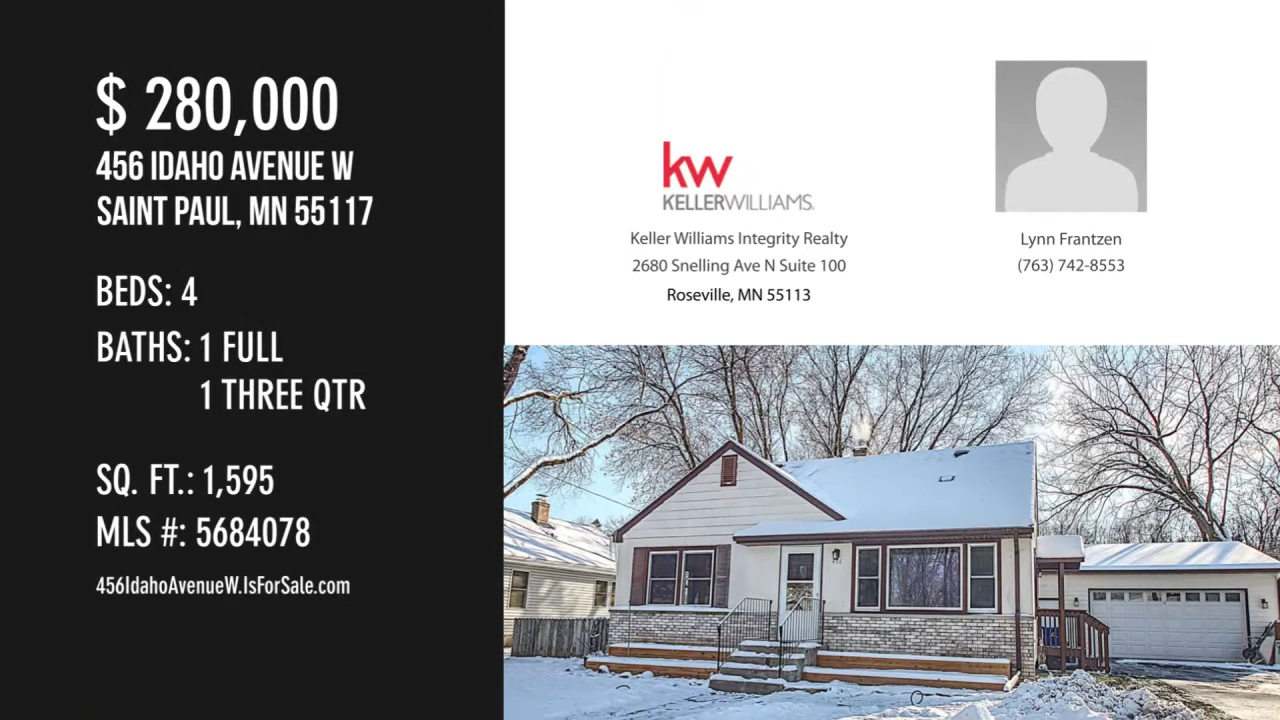 $ 280,000
456 IDAHO AVENUE W
SAINT PAUL, MN 55117
BEDS: 4
BATHS: 1 FULL
1 THREE QTR
SQ. FT.: 1,595
MLS #: 5684078
456IdahoAvenueW.IsForSale.com
kw
KELLERWILLIAMS.
Keller Williams Integrity Realty
2680 Snelling Ave N Suite 100
Roseville, MN 55113
Lynn Frantzen
(763) 742-8553